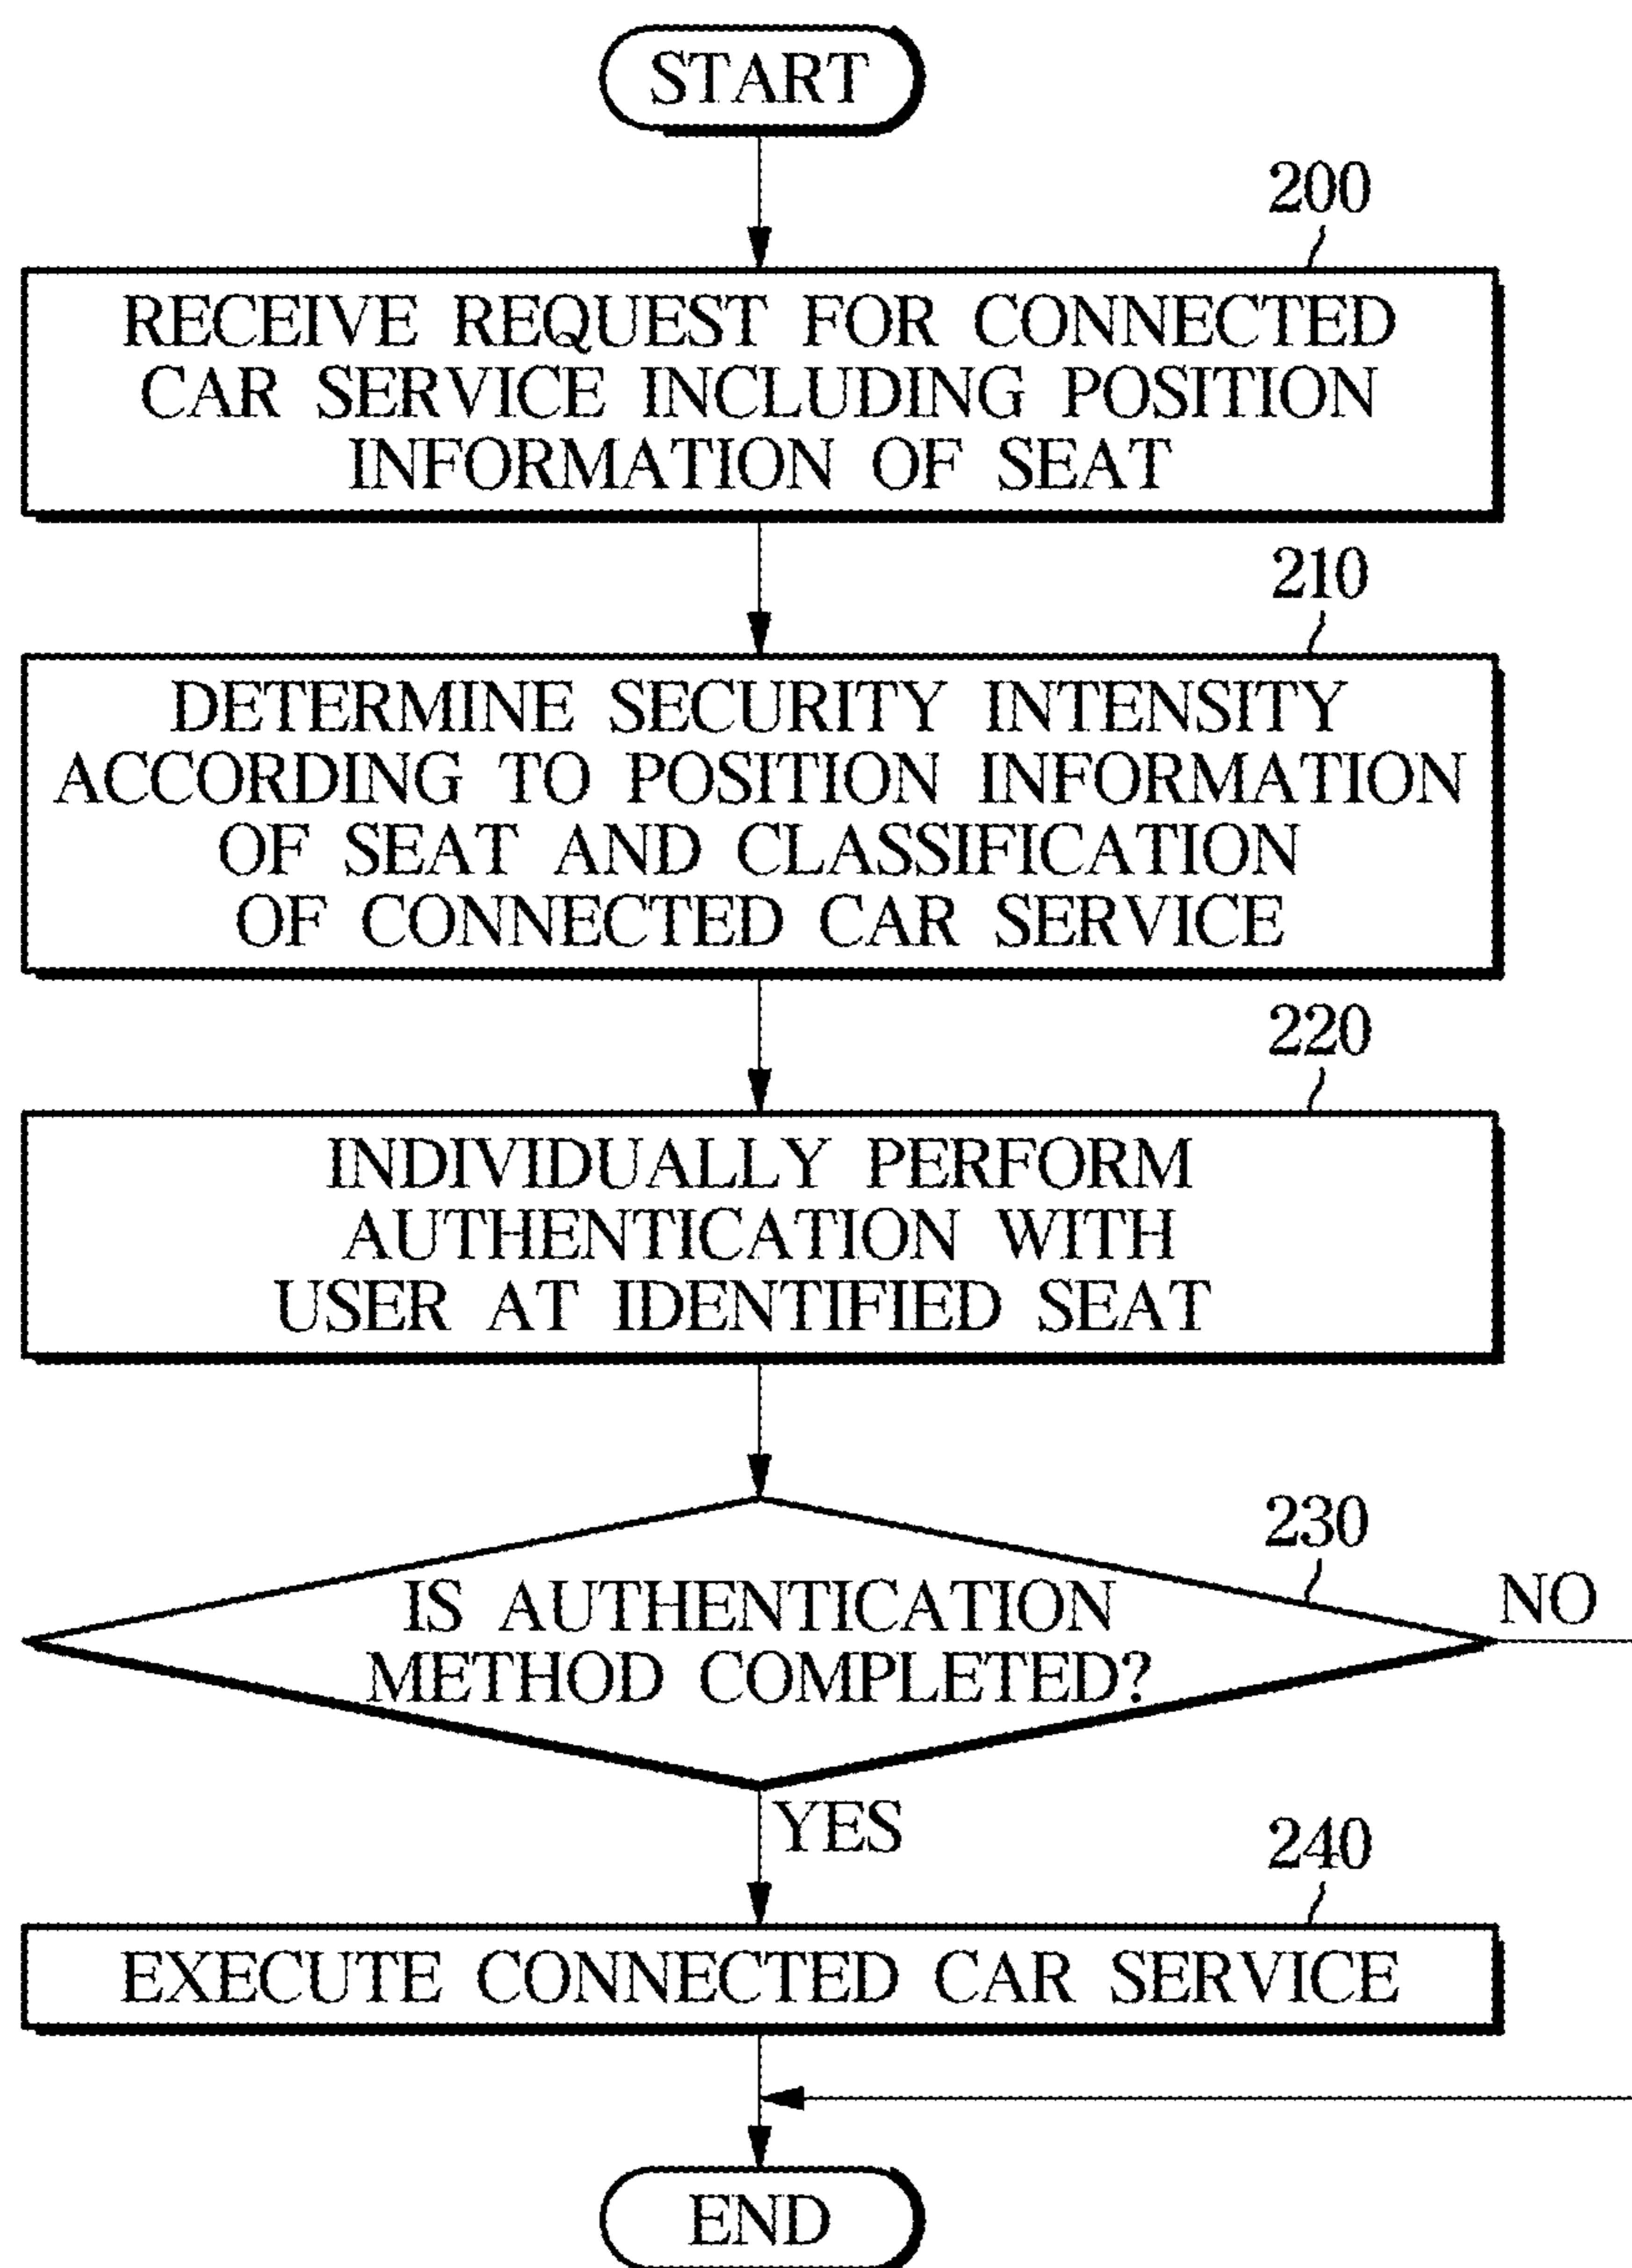 START
200
RECEIVE REQUEST FOR CONNECTED
CAR SERVICE INCLUDING POSITION
INFORMATION OF SEAT
210
DETERMINE SECURITY INTENSITY
ACCORDING TO POSITION INFORMATION
OF SEAT AND CLASSIFICATION
OF CONNECTED CAR SERVICE
220
INDIVIDUALLY PERFORM
AUTHENTICATION WITH
USER AT IDENTIFIED SEAT
230
IS AUTHENTICATION
METHOD COMPLETED?
NO
YES
240
EXECUTE CONNECTED CAR SERVICE
END